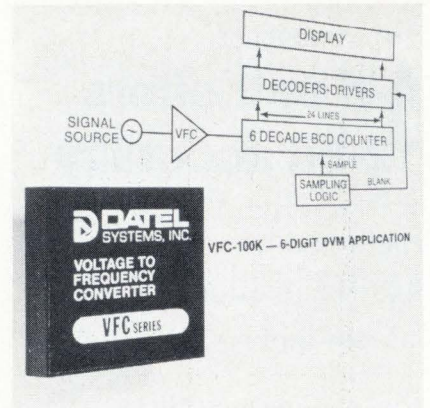 DISPLAY
DECODERS-DRIVERS
24 LINES
SIGNAL
SOURCE
VFC
6 DECADE BCD COUNTER
SAMPLE
BLANK
SAMPLING
LOGIC
VFC-100K — 6-DIGIT DVM APPLICATION
DATEL
SYSTEMS, INC.
VOLTAGE TO
FREQUENCY
CONVERTER
VFC SERIES